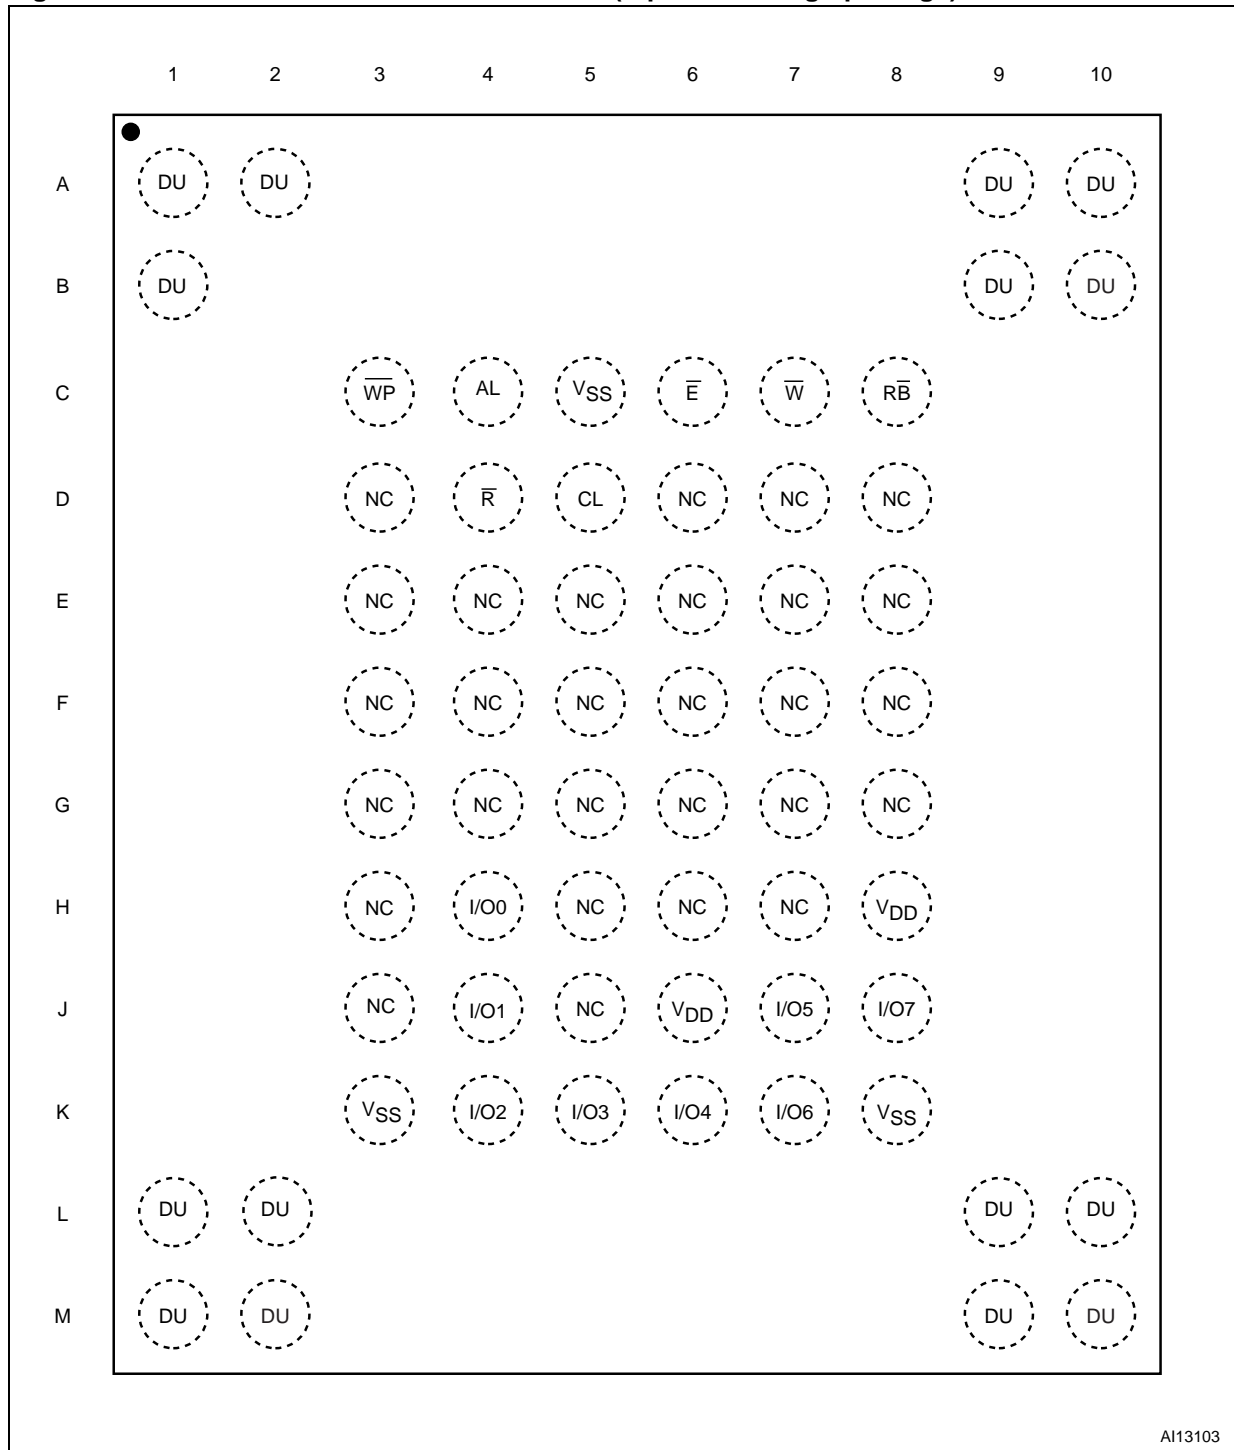 1 2 3 4 5 6 7 8 9 10
A DU DU DU DU
B DU DU DU
C W̅P̅ AL VSS E̅ W̅ RB̅
D NC R̅ CL NC NC NC
E NC NC NC NC NC NC
F NC NC NC NC NC NC
G NC NC NC NC NC NC
H NC I/O0 NC NC NC VDD
J NC I/O1 NC VDD I/O5 I/O7
K VSS I/O2 I/O3 I/O4 I/O6 VSS
L DU DU DU DU
M DU DU DU DU
AI13103